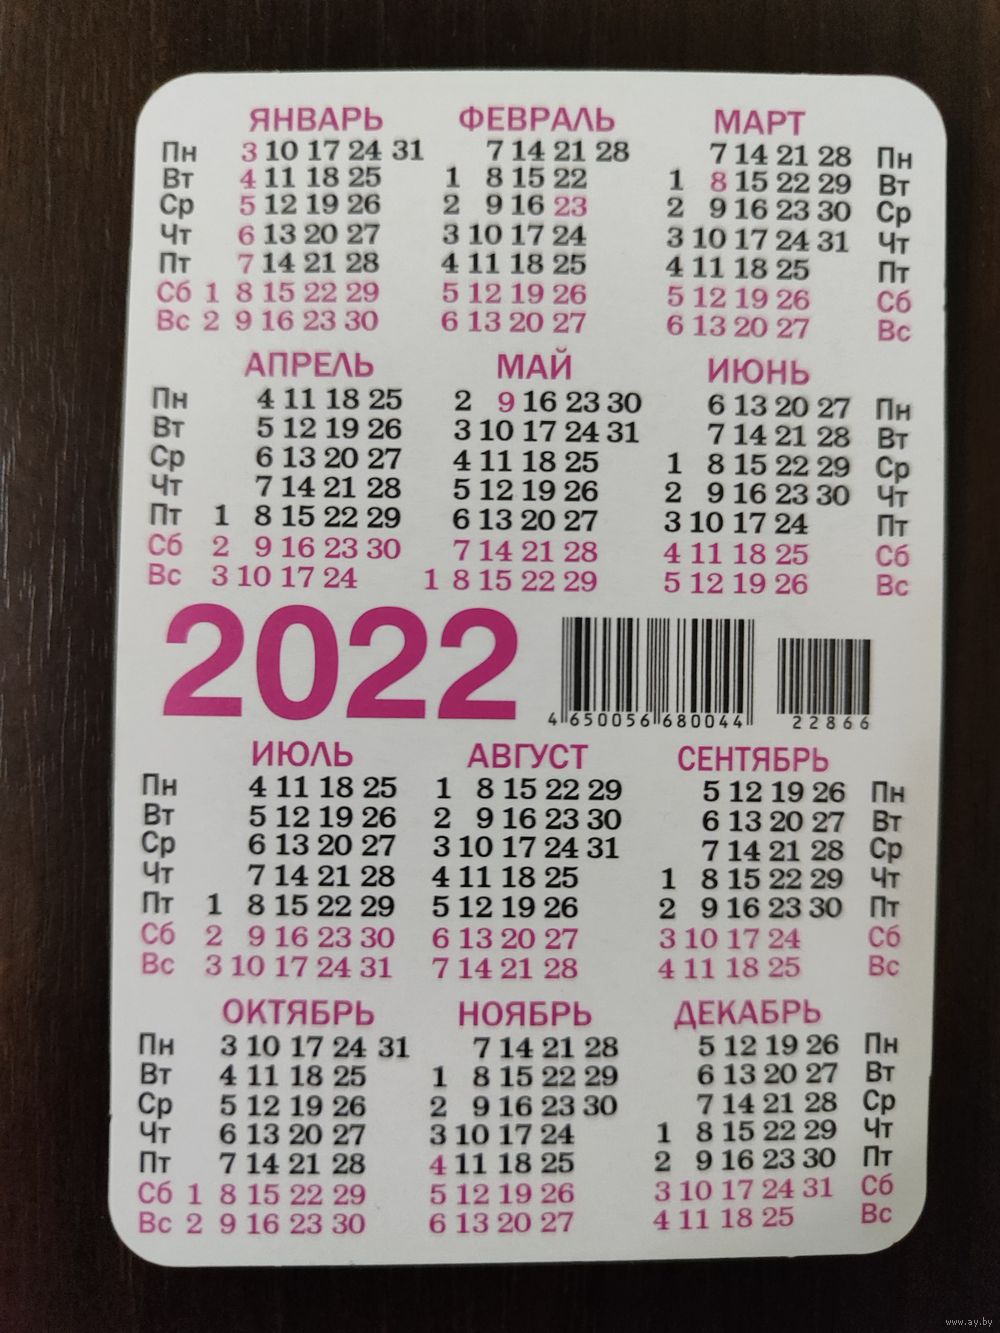 ЯНВАРЬ ФЕВРАЛЬ МАРТ
Пн 3 10 17 24 31 7 14 21 28 7 14 21 28 Пн
Вт 4 11 18 25 1 8 15 22 1 8 15 22 29 Вт
Ср 5 12 19 26 2 9 16 23 2 9 16 23 30 Ср
Чт 6 13 20 27 3 10 17 24 3 10 17 24 31 Чт
Пт 7 14 21 28 4 11 18 25 4 11 18 25 Пт
Сб 1 8 15 22 29 5 12 19 26 5 12 19 26 Сб
Вс 2 9 16 23 30 6 13 20 27 6 13 20 27 Вс
АПРЕЛЬ МАЙ ИЮНЬ
Пн 4 11 18 25 2 9 16 23 30 6 13 20 27 Пн
Вт 5 12 19 26 3 10 17 24 31 7 14 21 28 Вт
Ср 6 13 20 27 4 11 18 25 1 8 15 22 29 Ср
Чт 7 14 21 28 5 12 19 26 2 9 16 23 30 Чт
Пт 1 8 15 22 29 6 13 20 27 3 10 17 24 Пт
Сб 2 9 16 23 30 7 14 21 28 4 11 18 25 Сб
Вс 3 10 17 24 1 8 15 22 29 5 12 19 26 Вс
2022
4 650056 680044 22866
ИЮЛЬ АВГУСТ СЕНТЯБРЬ
Пн 4 11 18 25 1 8 15 22 29 5 12 19 26 Пн
Вт 5 12 19 26 2 9 16 23 30 6 13 20 27 Вт
Ср 6 13 20 27 3 10 17 24 31 7 14 21 28 Ср
Чт 7 14 21 28 4 11 18 25 1 8 15 22 29 Чт
Пт 1 8 15 22 29 5 12 19 26 2 9 16 23 30 Пт
Сб 2 9 16 23 30 6 13 20 27 3 10 17 24 Сб
Вс 3 10 17 24 31 7 14 21 28 4 11 18 25 Вс
ОКТЯБРЬ НОЯБРЬ ДЕКАБРЬ
Пн 3 10 17 24 31 7 14 21 28 5 12 19 26 Пн
Вт 4 11 18 25 1 8 15 22 29 6 13 20 27 Вт
Ср 5 12 19 26 2 9 16 23 30 7 14 21 28 Ср
Чт 6 13 20 27 3 10 17 24 1 8 15 22 29 Чт
Пт 7 14 21 28 4 11 18 25 2 9 16 23 30 Пт
Сб 1 8 15 22 29 5 12 19 26 3 10 17 24 31 Сб
Вс 2 9 16 23 30 6 13 20 27 4 11 18 25 Вс
www.ay.by